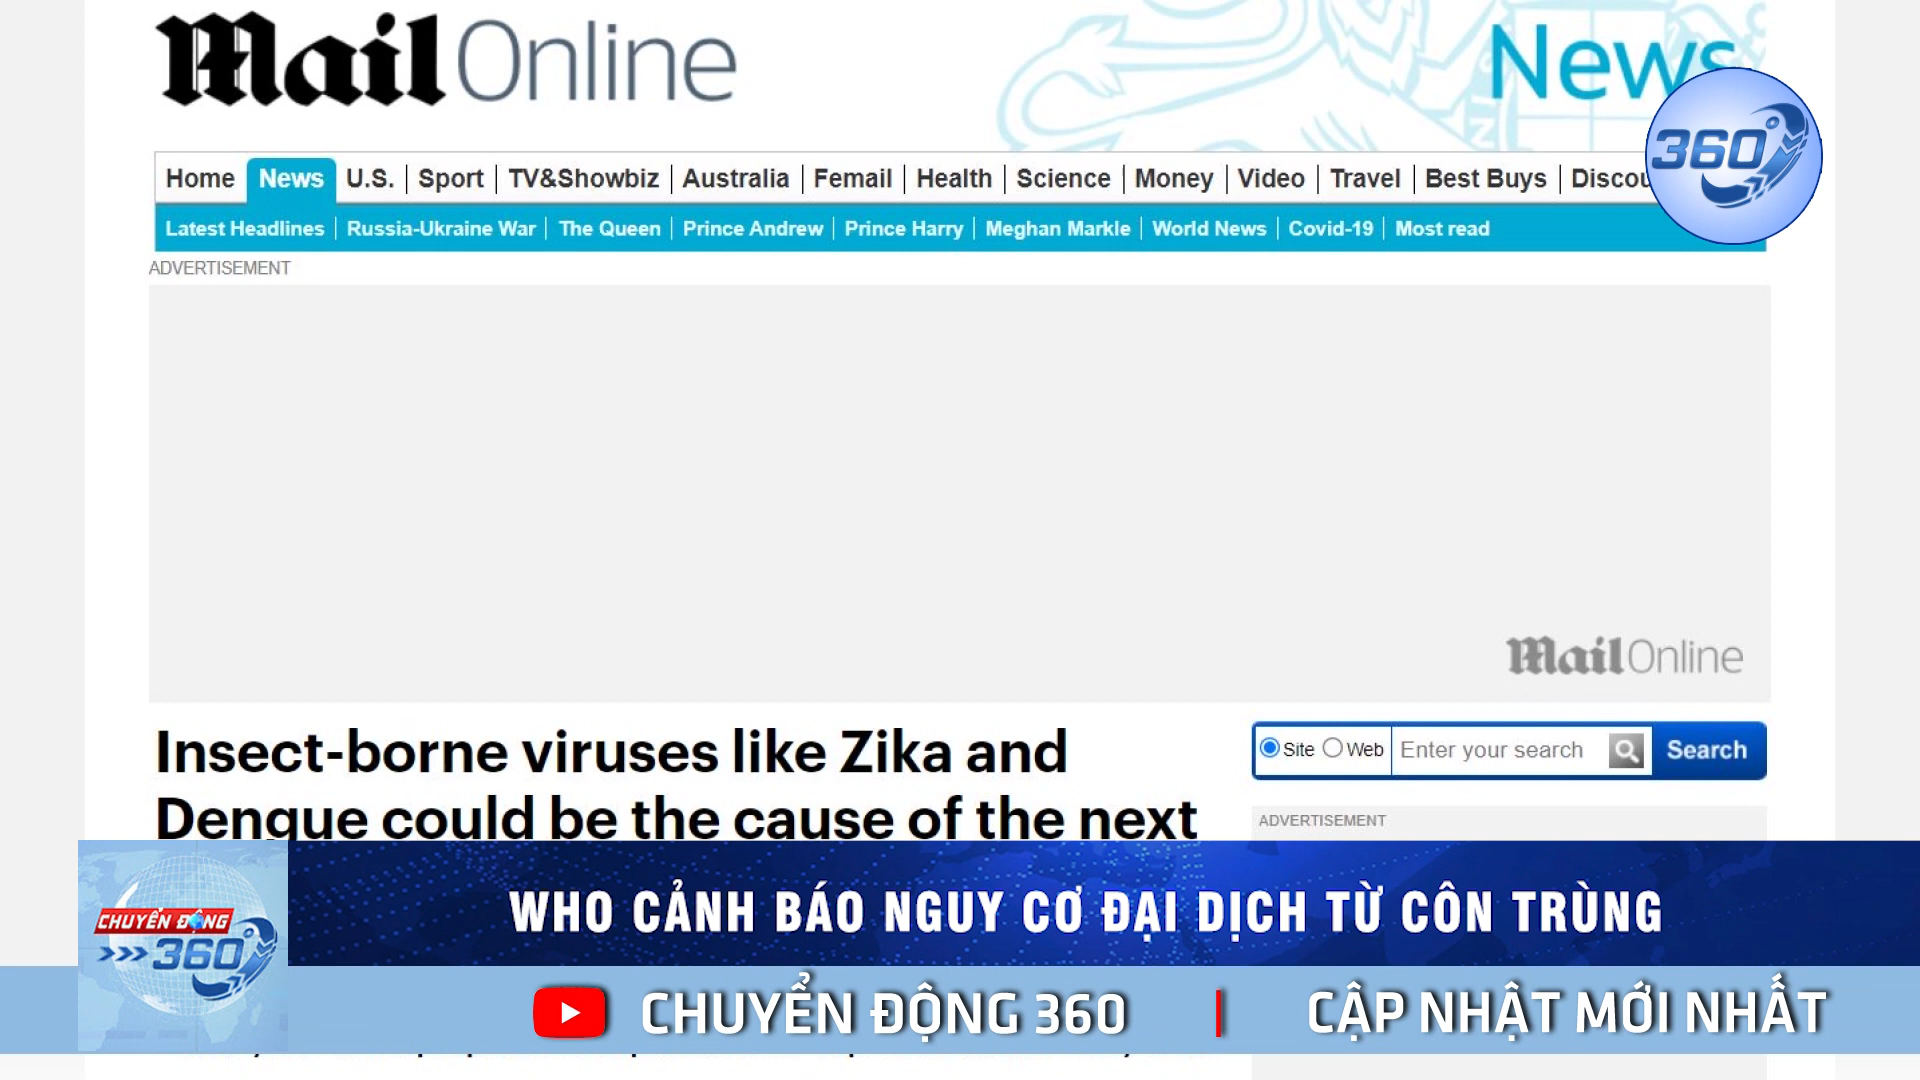 Mail Online
News
360
Home News U.S. Sport TV&Showbiz Australia Femail Health Science Money Video Travel Best Buys
Latest Headlines Russia-Ukraine War The Queen Prince Andrew Prince Harry Meghan Markle World News Covid-19 Most read
ADVERTISEMENT
Mail Online
Insect-borne viruses like Zika and
Dengue could be the cause of the next
Site Web Enter your search Search
ADVERTISEMENT
WHO CẢNH BÁO NGUY CƠ ĐẠI DỊCH TỪ CÔN TRÙNG
CHUYỂN ĐỘNG
>>> 360
CHUYỂN ĐỘNG 360 | CẬP NHẬT MỚI NHẤT